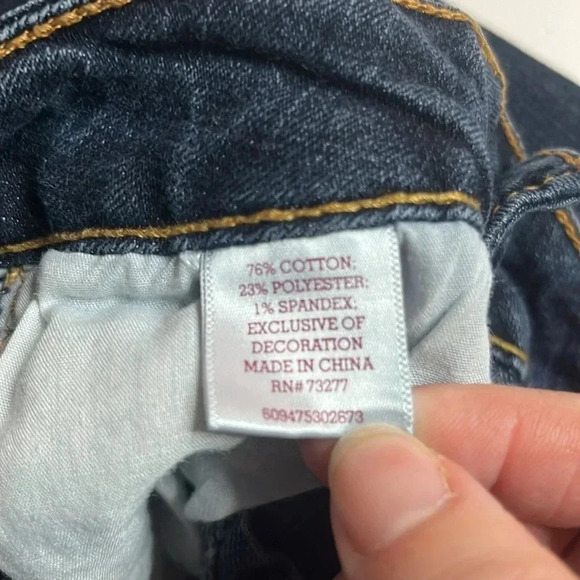 76% COTTON;
23% POLYESTER;
1% SPANDEX;
EXCLUSIVE OF
DECORATION
MADE IN CHINA
RN# 73277
609475302673